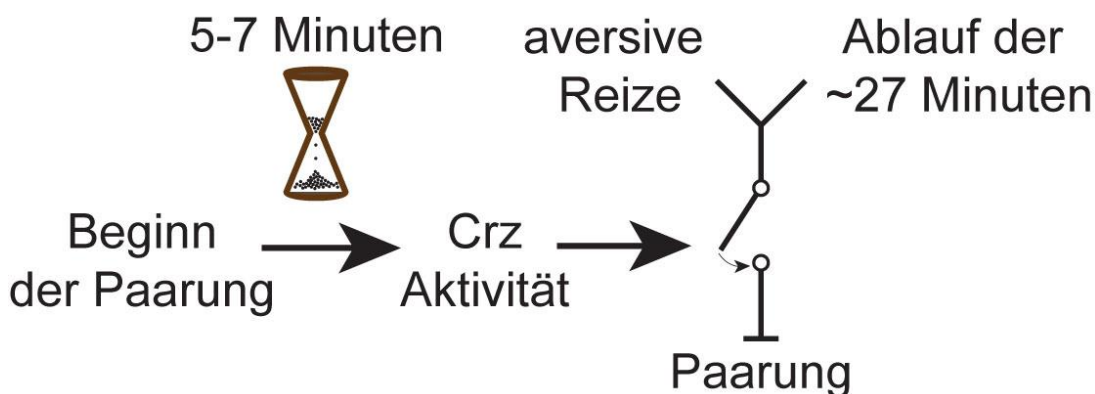 5-7 Minuten
aversive
Reize
Ablauf der
~27 Minuten
Beginn
der Paarung
Crz
Aktivität
Paarung